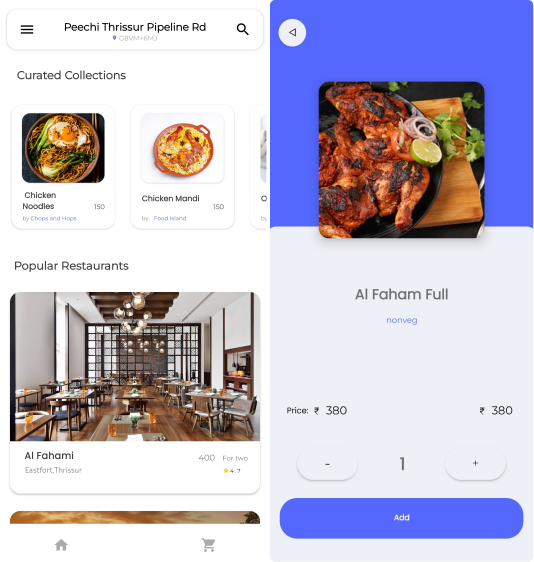 Peechi Thrissur Pipeline Rd
G8VM+6MJ
Curated Collections
Chicken
Noodles
150
by Chops and Hops
Chicken Mandi
150
by Food Island
by
Popular Restaurants
Al Fahami
400 For two
Eastfort,Thrissur
4.7
Al Faham Full
nonveg
Price: ₹ 380
₹ 380
- 1 +
Add